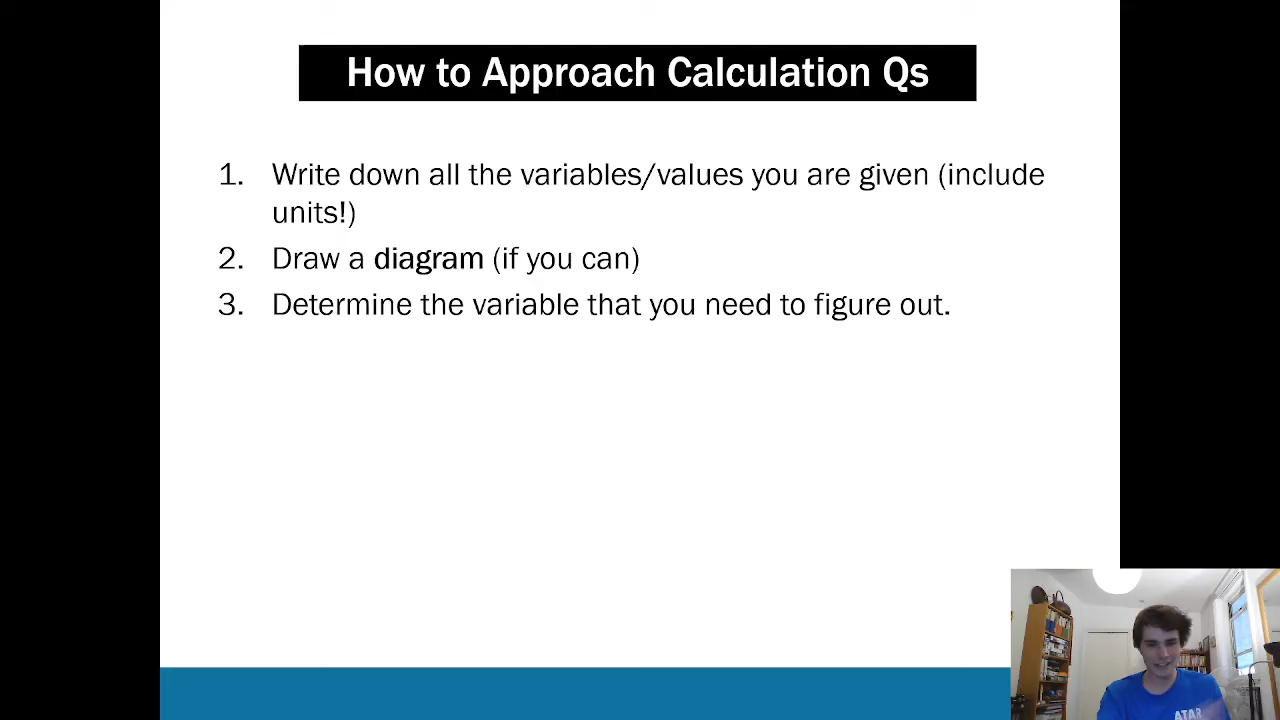 How to Approach Calculation Qs
1. Write down all the variables/values you are given (include
units!)
2. Draw a diagram (if you can)
3. Determine the variable that you need to figure out.
ATAR